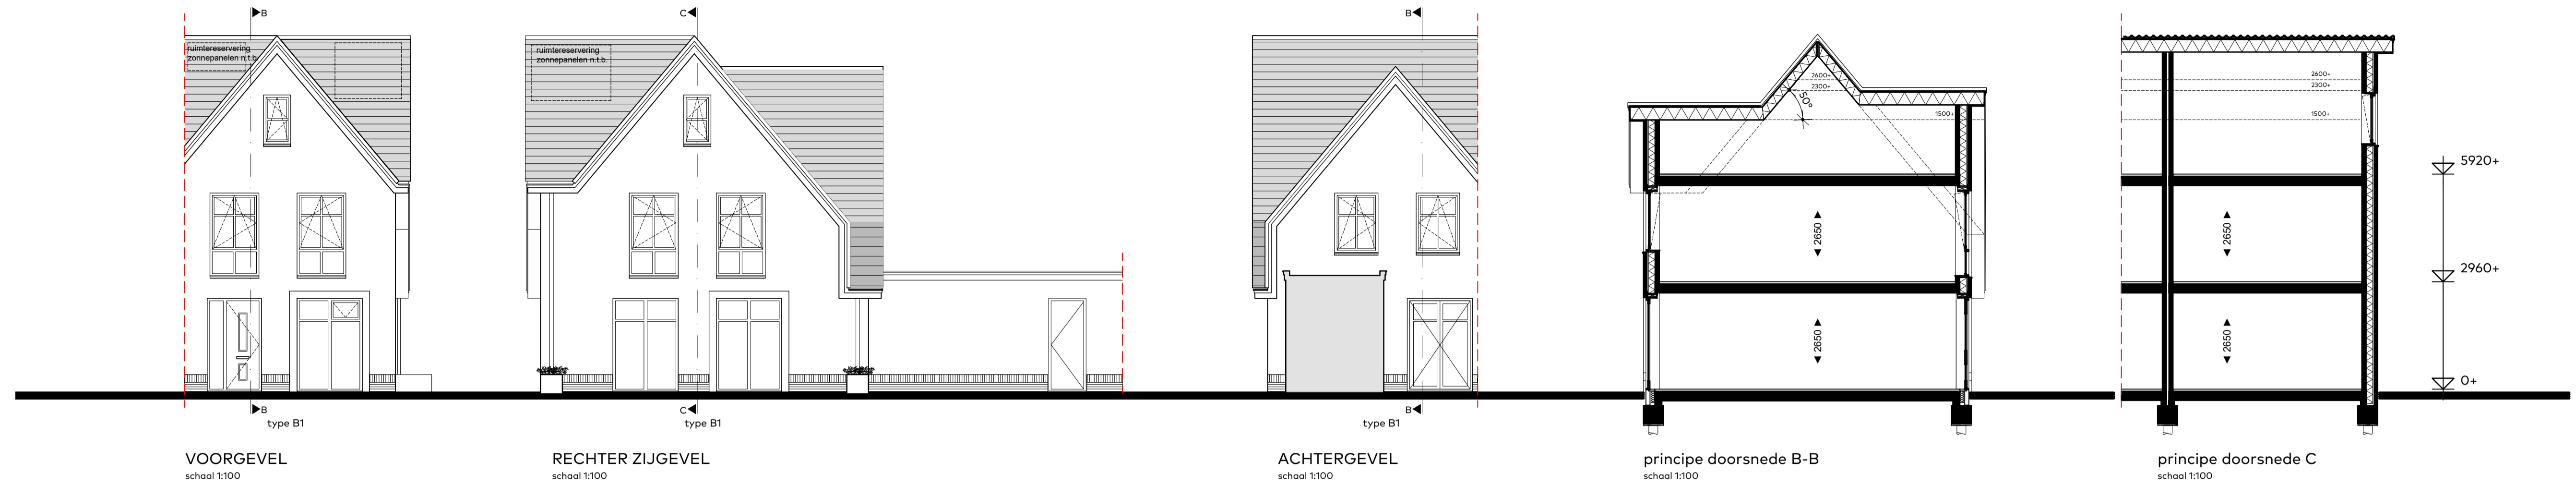 B
C
B
ruimtereservering
zonnepanelen n.t.b.
ruimtereservering
zonnepanelen n.t.b.
2600+
2300+
50°
1500+
2600+
2300+
1500+
5920+
2650
2650
2960+
2650
2650
0+
B
C
B
type B1
type B1
type B1
VOORGEVEL
schaal 1:100
RECHTER ZIJGEVEL
schaal 1:100
ACHTERGEVEL
schaal 1:100
principe doorsnede B-B
schaal 1:100
principe doorsnede C
schaal 1:100